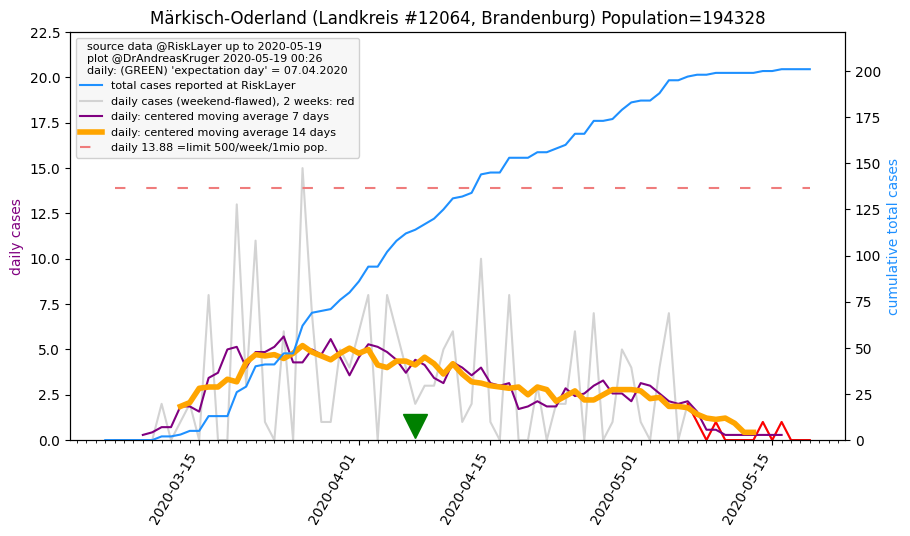 Märkisch-Oderland (Landkreis #12064, Brandenburg) Population=194328
source data @RiskLayer up to 2020-05-19
plot @DrAndreasKruger 2020-05-19 00:26
daily: (GREEN) 'expectation day' = 07.04.2020
total cases reported at RiskLayer
daily cases (weekend-flawed), 2 weeks: red
daily: centered moving average 7 days
daily: centered moving average 14 days
daily 13.88 =limit 500/week/1mio pop.
daily cases
22.5
20.0
17.5
15.0
12.5
10.0
7.5
5.0
2.5
0.0
200
175
150
125
100
75
50
25
0
cumulative total cases
2020-03-15
2020-04-01
2020-04-15
2020-05-01
2020-05-15